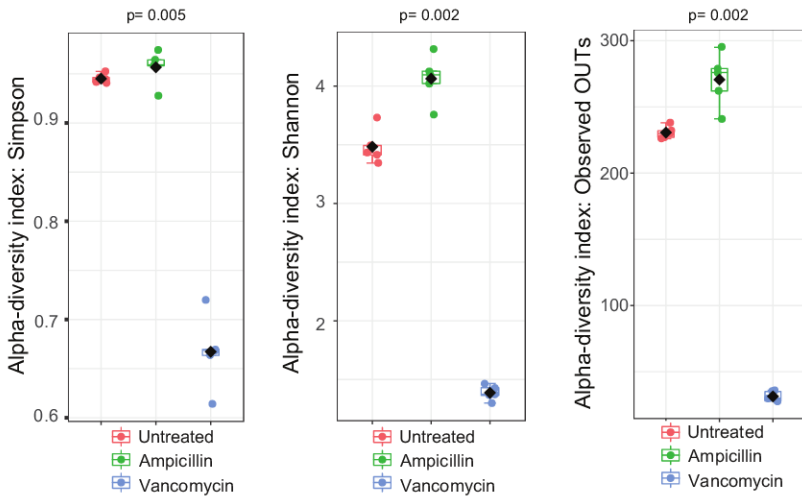 p= 0.005
Alpha-diversity index: Simpson
0.9
0.8
0.7
0.6
Untreated
Ampicillin
Vancomycin
p= 0.002
Alpha-diversity index: Shannon
4
3
2
Untreated
Ampicillin
Vancomycin
p= 0.002
Alpha-diversity index: Observed OUTs
300
200
100
Untreated
Ampicillin
Vancomycin